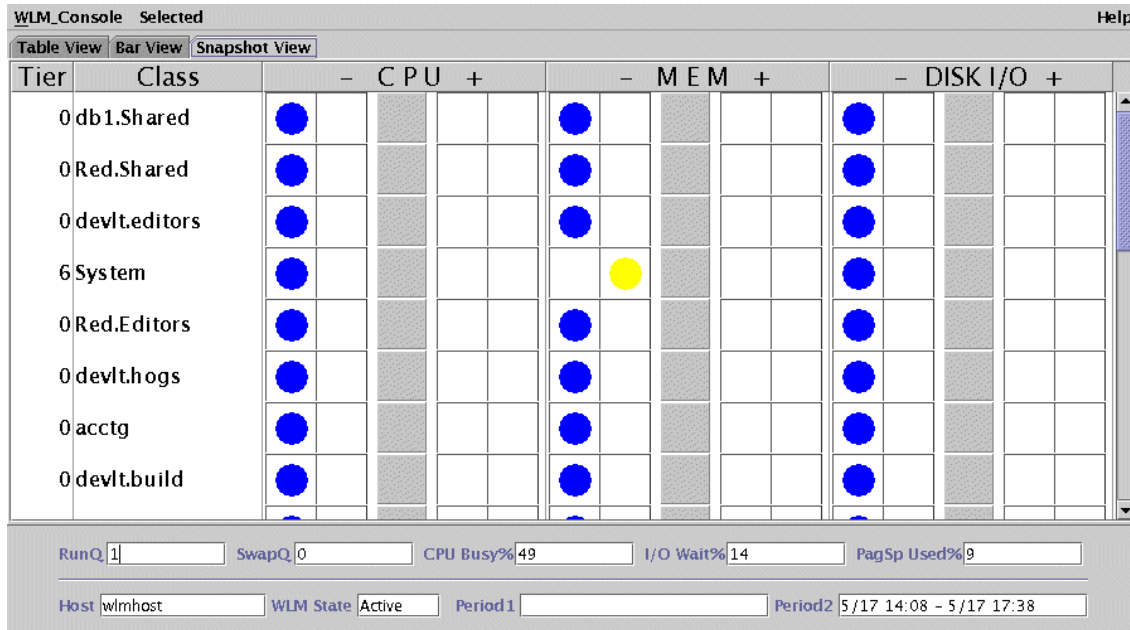 WLM_Console Selected Help
Table View Bar View Snapshot View
Tier Class - CPU + - MEM + - DISK I/O +
0 db1.Shared
0 Red.Shared
0 devlt.editors
6 System
0 Red.Editors
0 devlt.hogs
0 acctg
0 devlt.build
RunQ 1 SwapQ 0 CPU Busy% 49 I/O Wait% 14 PagSp Used% 9
Host wlmhost WLM State Active Period1 Period2 5/17 14:08 - 5/17 17:38